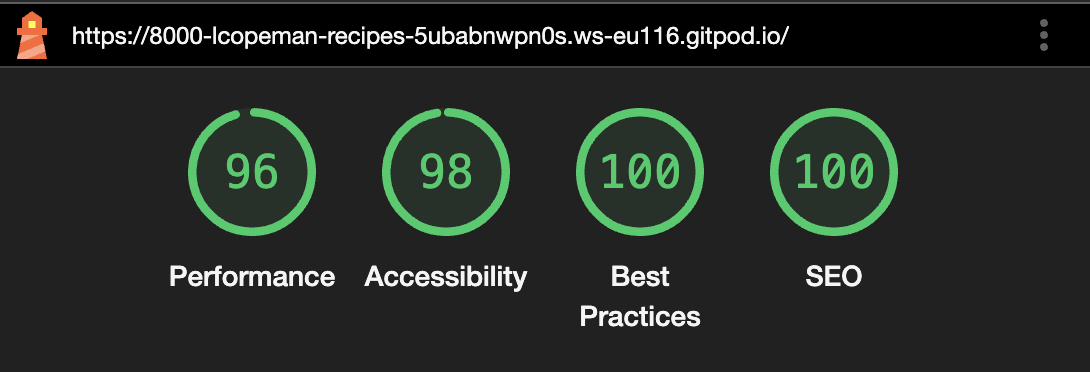 https://8000-lcopeman-recipes-5ubabnwpn0s.ws-eu116.gitpod.io/
96 98 100 100
Performance Accessibility Best SEO
Practices